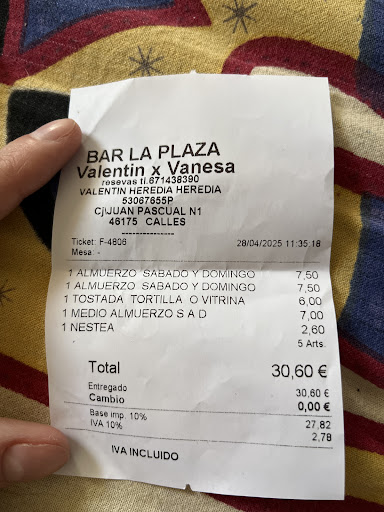 BAR LA PLAZA
Valentin x Vanesa
resevas tl.671438390
VALENTIN HEREDIA HEREDIA
53067655P
Cj\JUAN PASCUAL N1
46175 CALLES
---------------
Ticket: F-4806 28/04/2025 11:35:18
Mesa: -
1 ALMUERZO SABADO Y DOMINGO 7,50
1 ALMUERZO SABADO Y DOMINGO 7,50
1 TOSTADA TORTILLA O VITRINA 6,00
1 MEDIO ALMUERZO S A D 7,00
1 NESTEA 2,60
5 Arts.
Total 30,60 €
Entregado 30,60 €
Cambio 0,00 €
Base imp. 10% 27,82
IVA 10% 2,78
IVA INCLUIDO